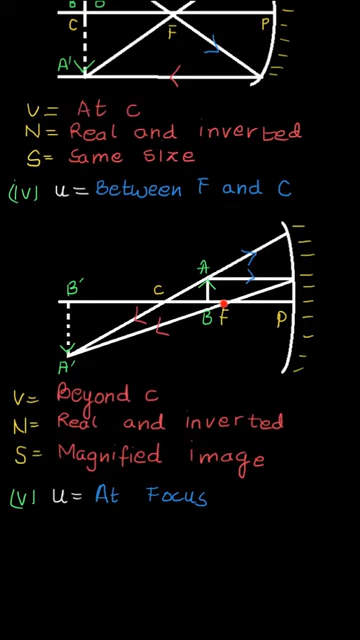 B B
C F P
A'
V= At C
N= Real and inverted
S= Same size
(iv) u= Between F and C
B' C A B F P
A'
V= Beyond C
N= Real and inverted
S= Magnified image
(v) u= At Focus